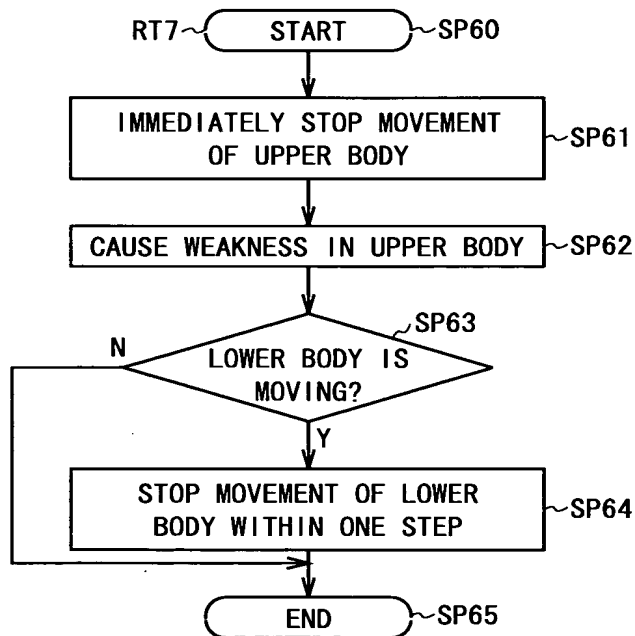 RT7 START SP60
IMMEDIATELY STOP MOVEMENT
OF UPPER BODY
SP61
CAUSE WEAKNESS IN UPPER BODY SP62
SP63
N
LOWER BODY IS
MOVING?
Y
STOP MOVEMENT OF LOWER
BODY WITHIN ONE STEP
SP64
END SP65